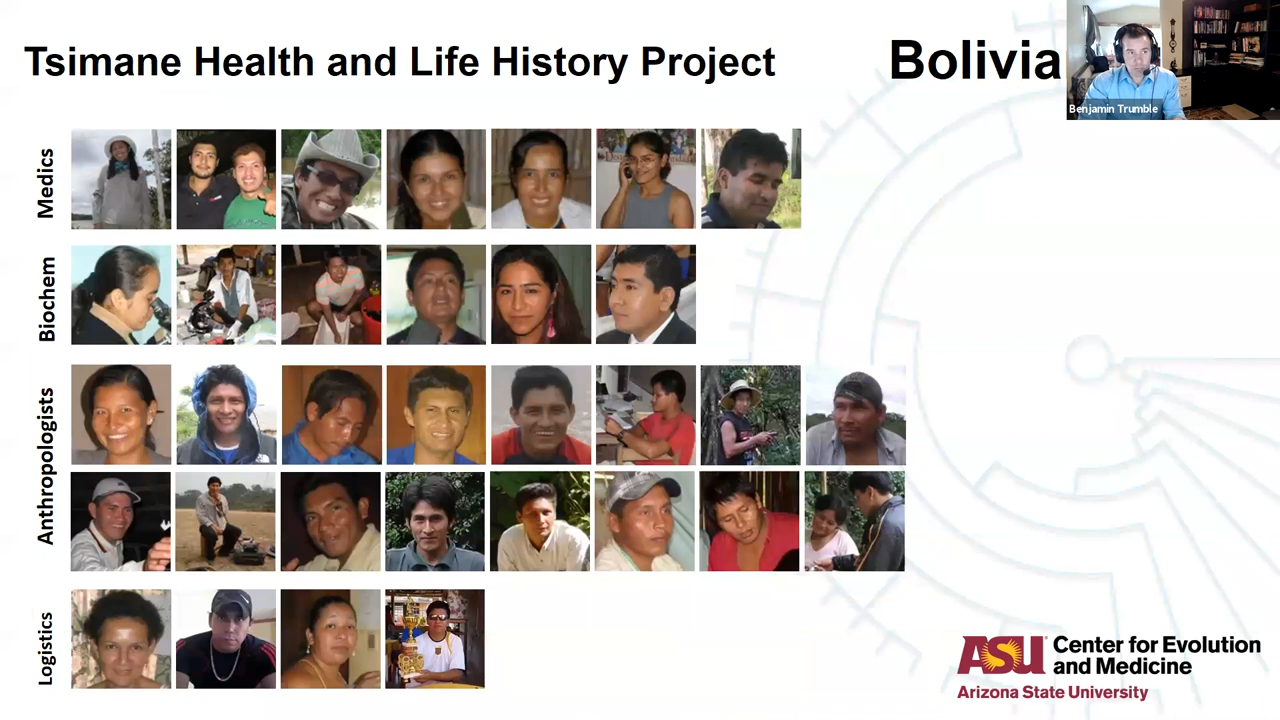 Tsimane Health and Life History Project
Bolivia
Benjamin Trumble
Medics
Biochem
Anthropologists
Logistics
ASU Center for Evolution
and Medicine
Arizona State University